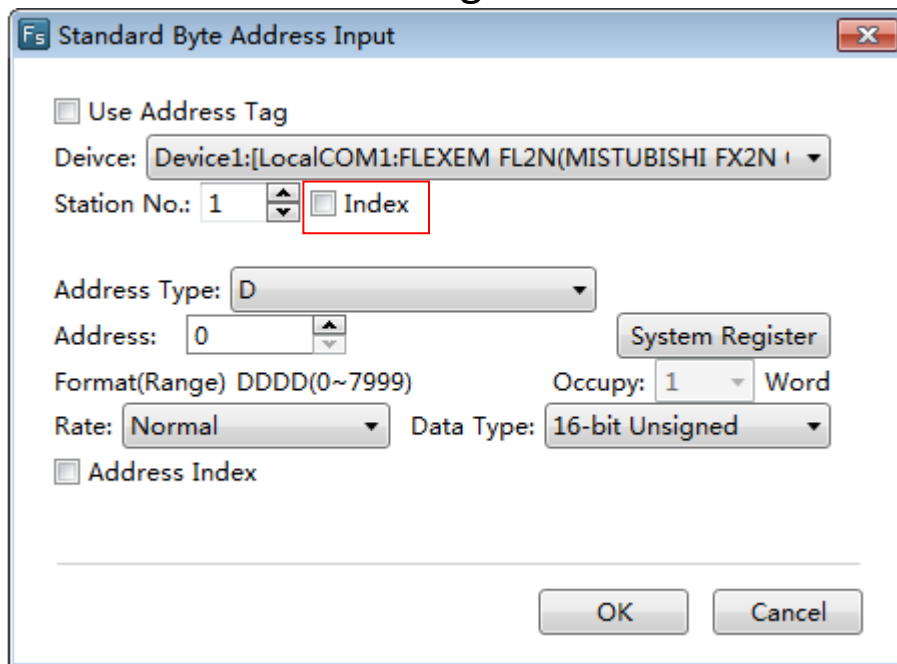 Fs Standard Byte Address Input
Use Address Tag
Deivce: Device1:[LocalCOM1:FLEXEM FL2N(MISTUBISHI FX2N
Station No.: 1 Index
Address Type: D
Address: 0 System Register
Format(Range) DDDD(0~7999) Occupy: 1 Word
Rate: Normal Data Type: 16-bit Unsigned
Address Index
OK Cancel